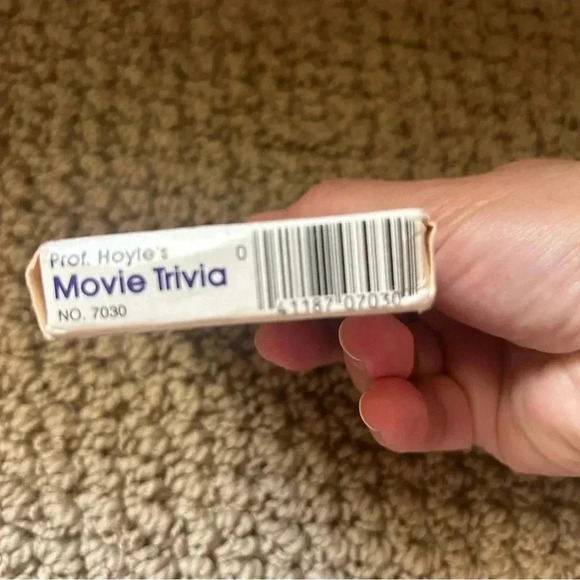 Prof. Hoyle's
Movie Trivia
NO. 7030
0
41187 07030